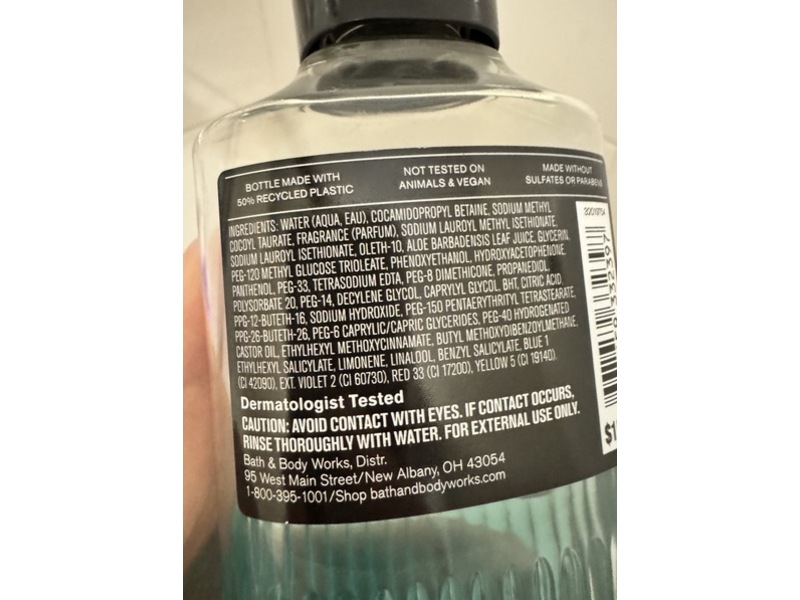 BOTTLE MADE WITH
50% RECYCLED PLASTIC
NOT TESTED ON
ANIMALS & VEGAN
MADE WITHOUT
SULFATES OR PARABENS
INGREDIENTS: WATER (AQUA, EAU), COCAMIDOPROPYL BETAINE, SODIUM METHYL
COCOYL TAURATE, FRAGRANCE (PARFUM), SODIUM LAUROYL METHYL ISETHIONATE,
SODIUM LAUROYL ISETHIONATE, OLETH-10, ALOE BARBADENSIS LEAF JUICE, GLYCERIN,
PEG-120 METHYL GLUCOSE TRIOLEATE, PHENOXYETHANOL, HYDROXYACETOPHENONE,
PANTHENOL, PEG-33, TETRASODIUM EDTA, PEG-8 DIMETHICONE, PROPANEDIOL,
POLYSORBATE 20, PEG-14, DECYLENE GLYCOL, CAPRYLYL GLYCOL, BHT, CITRIC ACID,
PPG-12-BUTETH-16, SODIUM HYDROXIDE, PEG-150 PENTAERYTHRITYL TETRASTEARATE,
PPG-26-BUTETH-26, PEG-6 CAPRYLIC/CAPRIC GLYCERIDES, PEG-40 HYDROGENATED
CASTOR OIL, ETHYLHEXYL METHOXYCINNAMATE, BUTYL METHOXYDIBENZOYLMETHANE,
ETHYLHEXYL SALICYLATE, LIMONENE, LINALOOL, BENZYL SALICYLATE, BLUE 1
(CI 42090), EXT. VIOLET 2 (CI 60730), RED 33 (CI 17200), YELLOW 5 (CI 19140).
Dermatologist Tested
CAUTION: AVOID CONTACT WITH EYES. IF CONTACT OCCURS,
RINSE THOROUGHLY WITH WATER. FOR EXTERNAL USE ONLY.
Bath & Body Works, Distr.
95 West Main Street/New Albany, OH 43054
1-800-395-1001/Shop bathandbodyworks.com